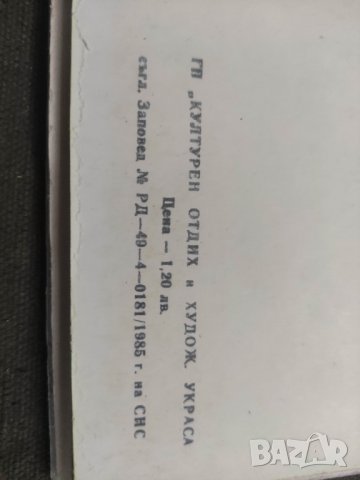 ГП „КУЛТУРЕН ОТДИХ и ХУДОЖ. УКРАСА
Цена — 1,20 лв.
съгл. Заповед № РД—49—4—0181/1985 г. на СНС
BAZAR
bg